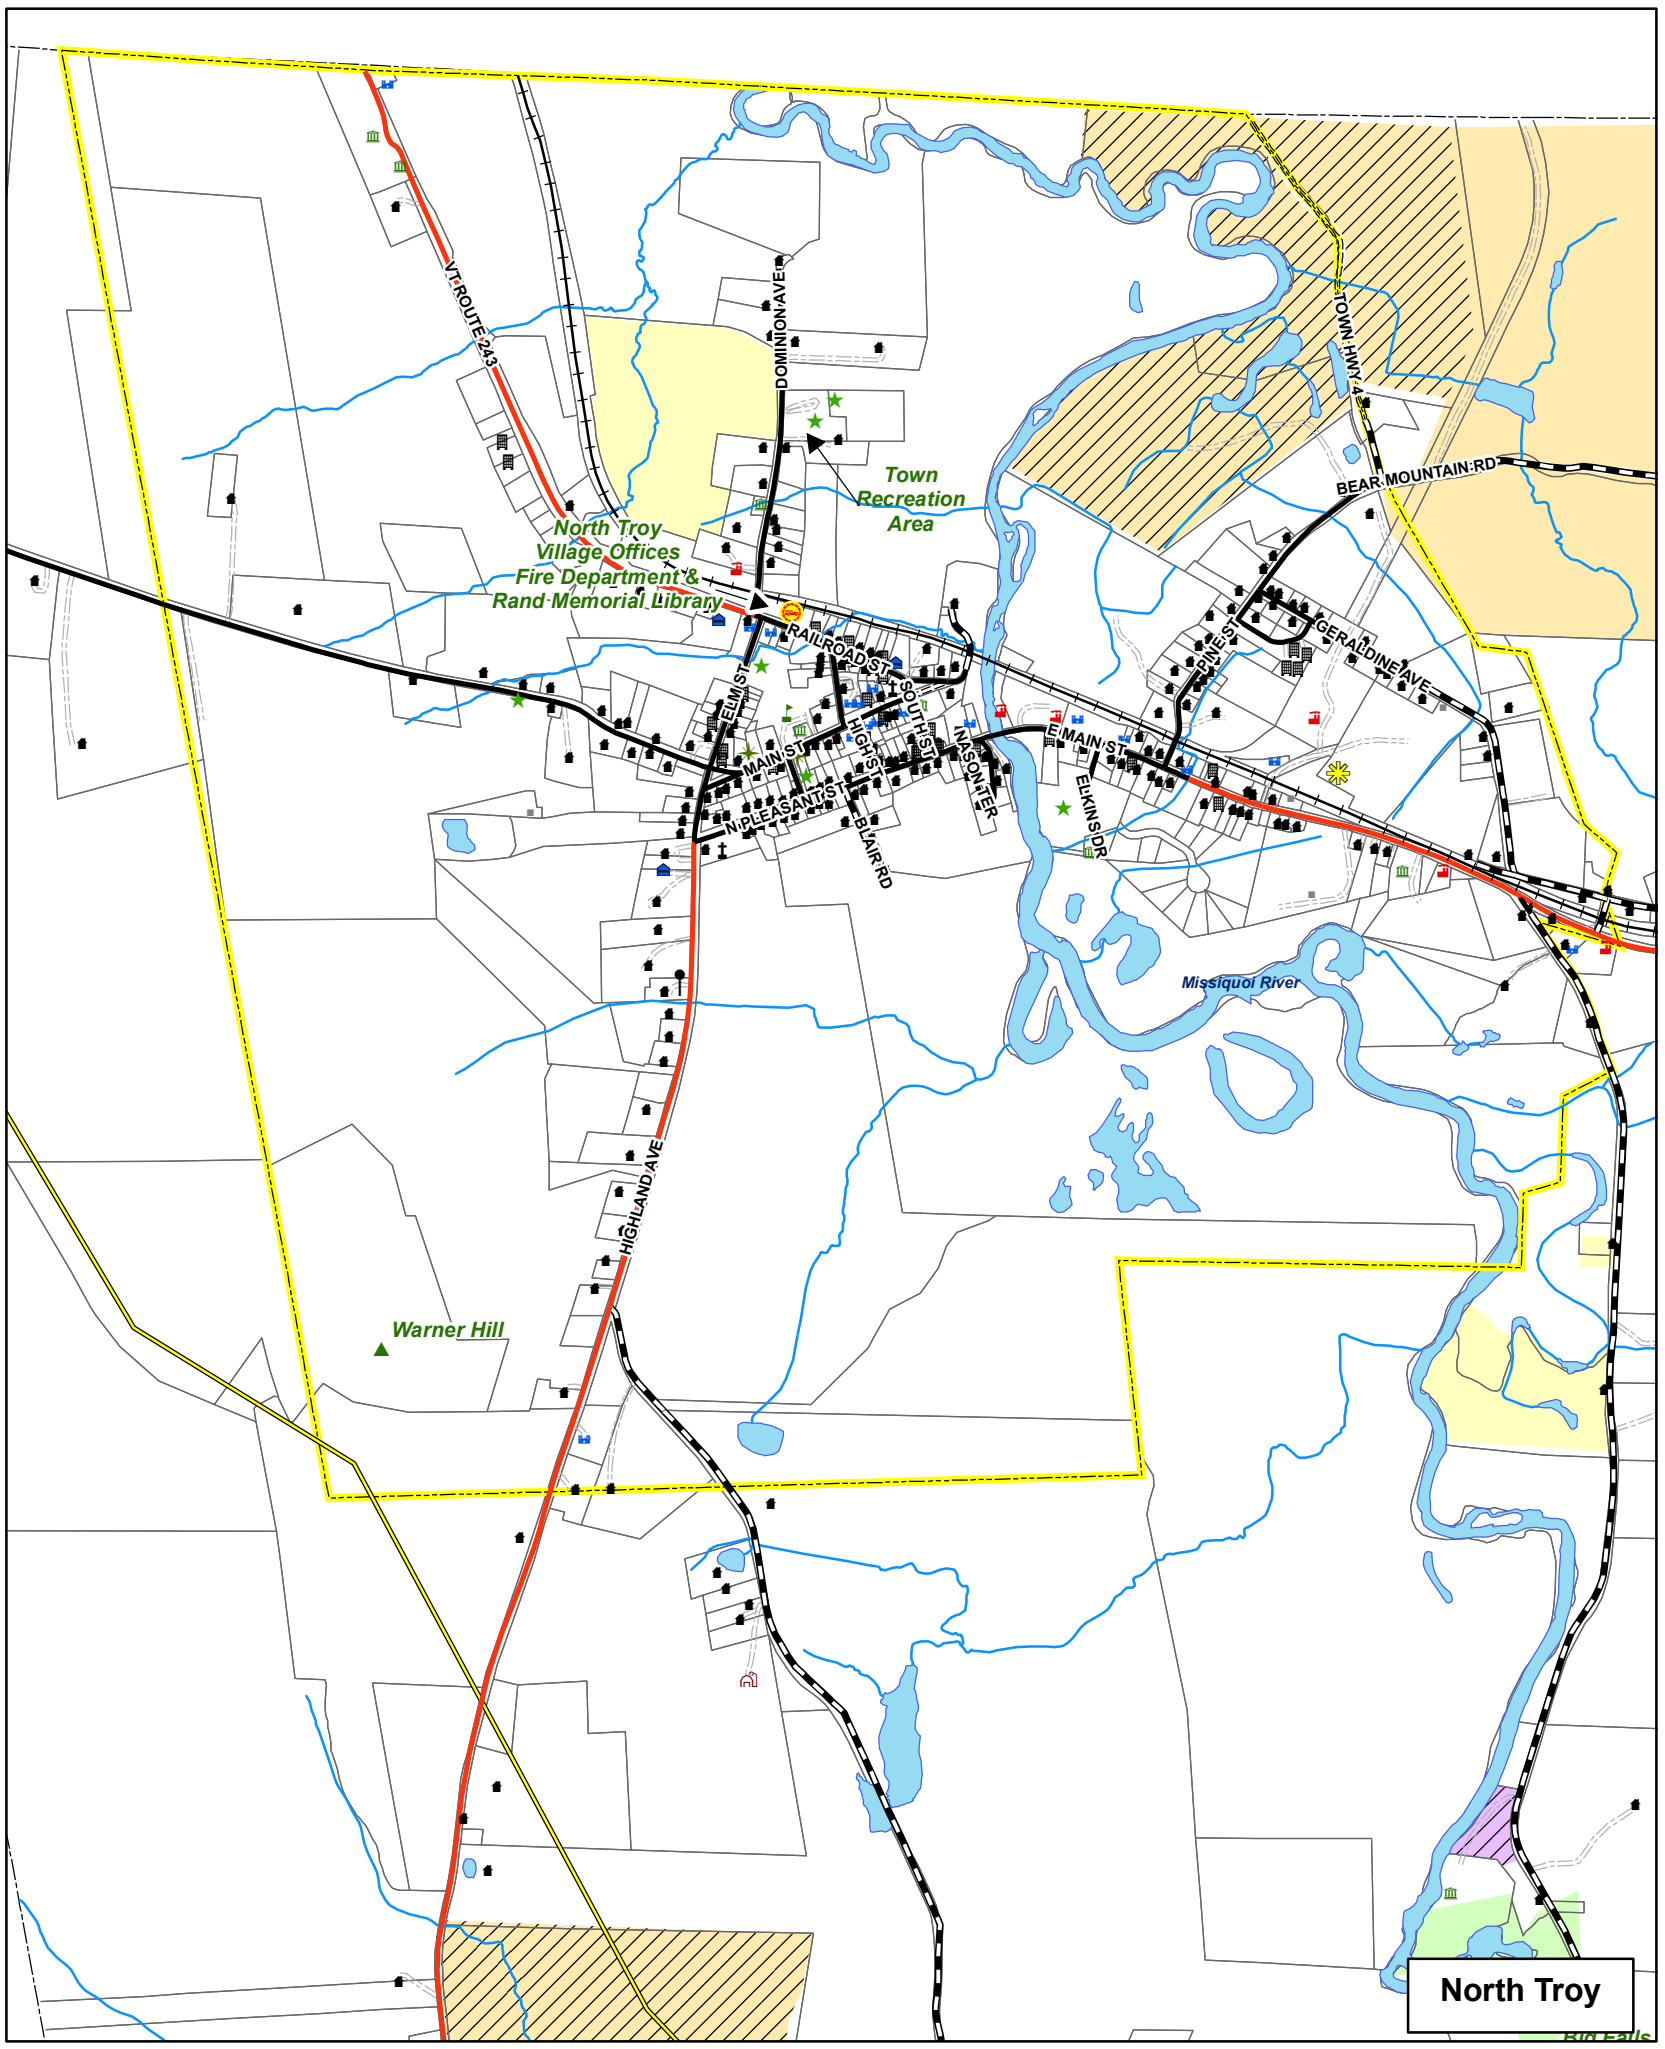 VT ROUTE 243
DOMINION AVE
TOWN HWY 4
BEAR MOUNTAIN RD
Town
Recreation
Area
North Troy
Village Offices
Fire Department &
Rand Memorial Library
RAILROAD ST
ELM ST
SOUTH ST
HIGH ST
MAIN ST
N PLEASANT ST
BLAIR RD
NASON TER
E MAIN ST
ELKINS DR
PINE ST
GERALDINE AVE
Missiquoi River
HIGHLAND AVE
Warner Hill
North Troy
Big Falls